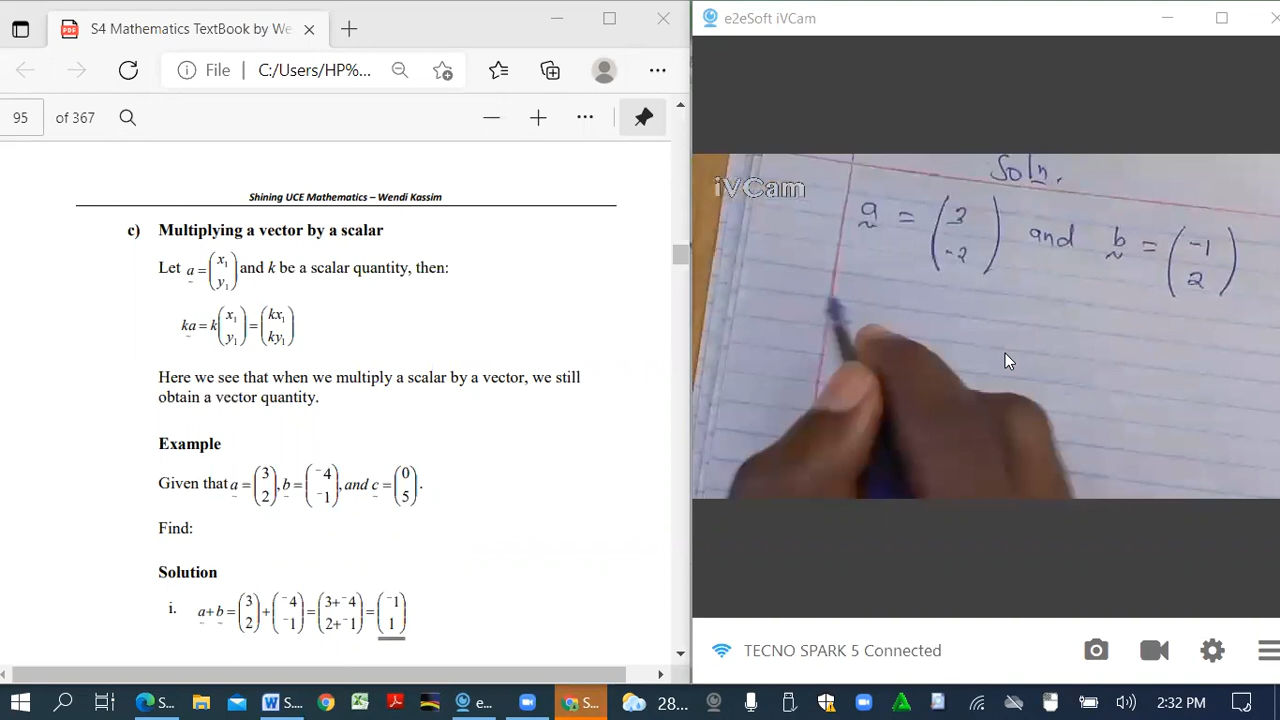 S4 Mathematics TextBook by We
e2eSoft iVCam
File C:/Users/HP%...
95 of 367
Shining UCE Mathematics – Wendi Kassim
c) Multiplying a vector by a scalar
Let a = (x₁ y₁) and k be a scalar quantity, then:
ka = k(x₁ y₁) = (kx₁ ky₁)
Here we see that when we multiply a scalar by a vector, we still
obtain a vector quantity.
Example
Given that a = (3 2), b = (⁻4 ⁻1), and c = (0 5).
Find:
Solution
i. a + b = (3 2) + (⁻4 ⁻1) = (3+⁻4 2+⁻1) = (⁻1 1)
iVCam
Soln.
a = (3 -2) and b = (-1 2)
TECNO SPARK 5 Connected
S... S... e... S... 28... 2:32 PM